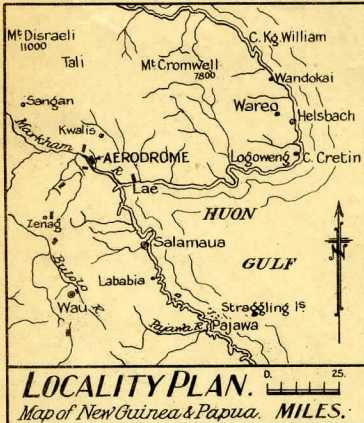 C. Kg. William
Mt. Disraeli
11000
Tali
Mt. Cromwell
7800
Wandokai
Sangan
Wareo
Helsbach
Kwalis
Markham
R
AERODROME
Logoweng
C. Cretin
Lae
HUON
Zenag
Salamaua
GULF
Bulolo R
Lababia
Wau
Straggling Is
Pajawa R
Pajawa
N
LOCALITY PLAN.
0. 25.
Map of New Guinea & Papua. MILES.